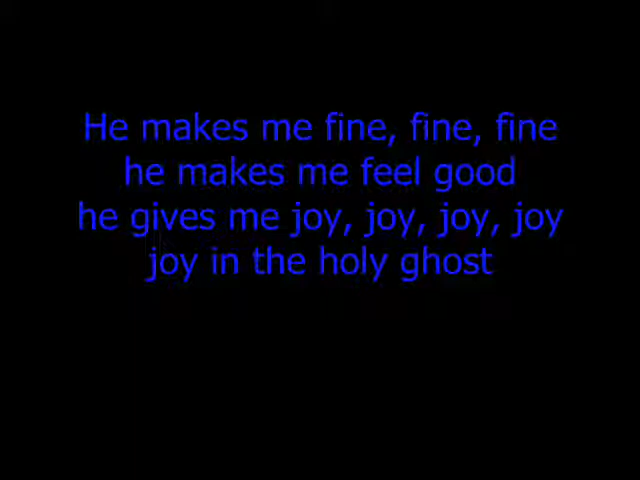 He makes me fine, fine, fine
he makes me feel good
he gives me joy, joy, joy, joy
joy in the holy ghost